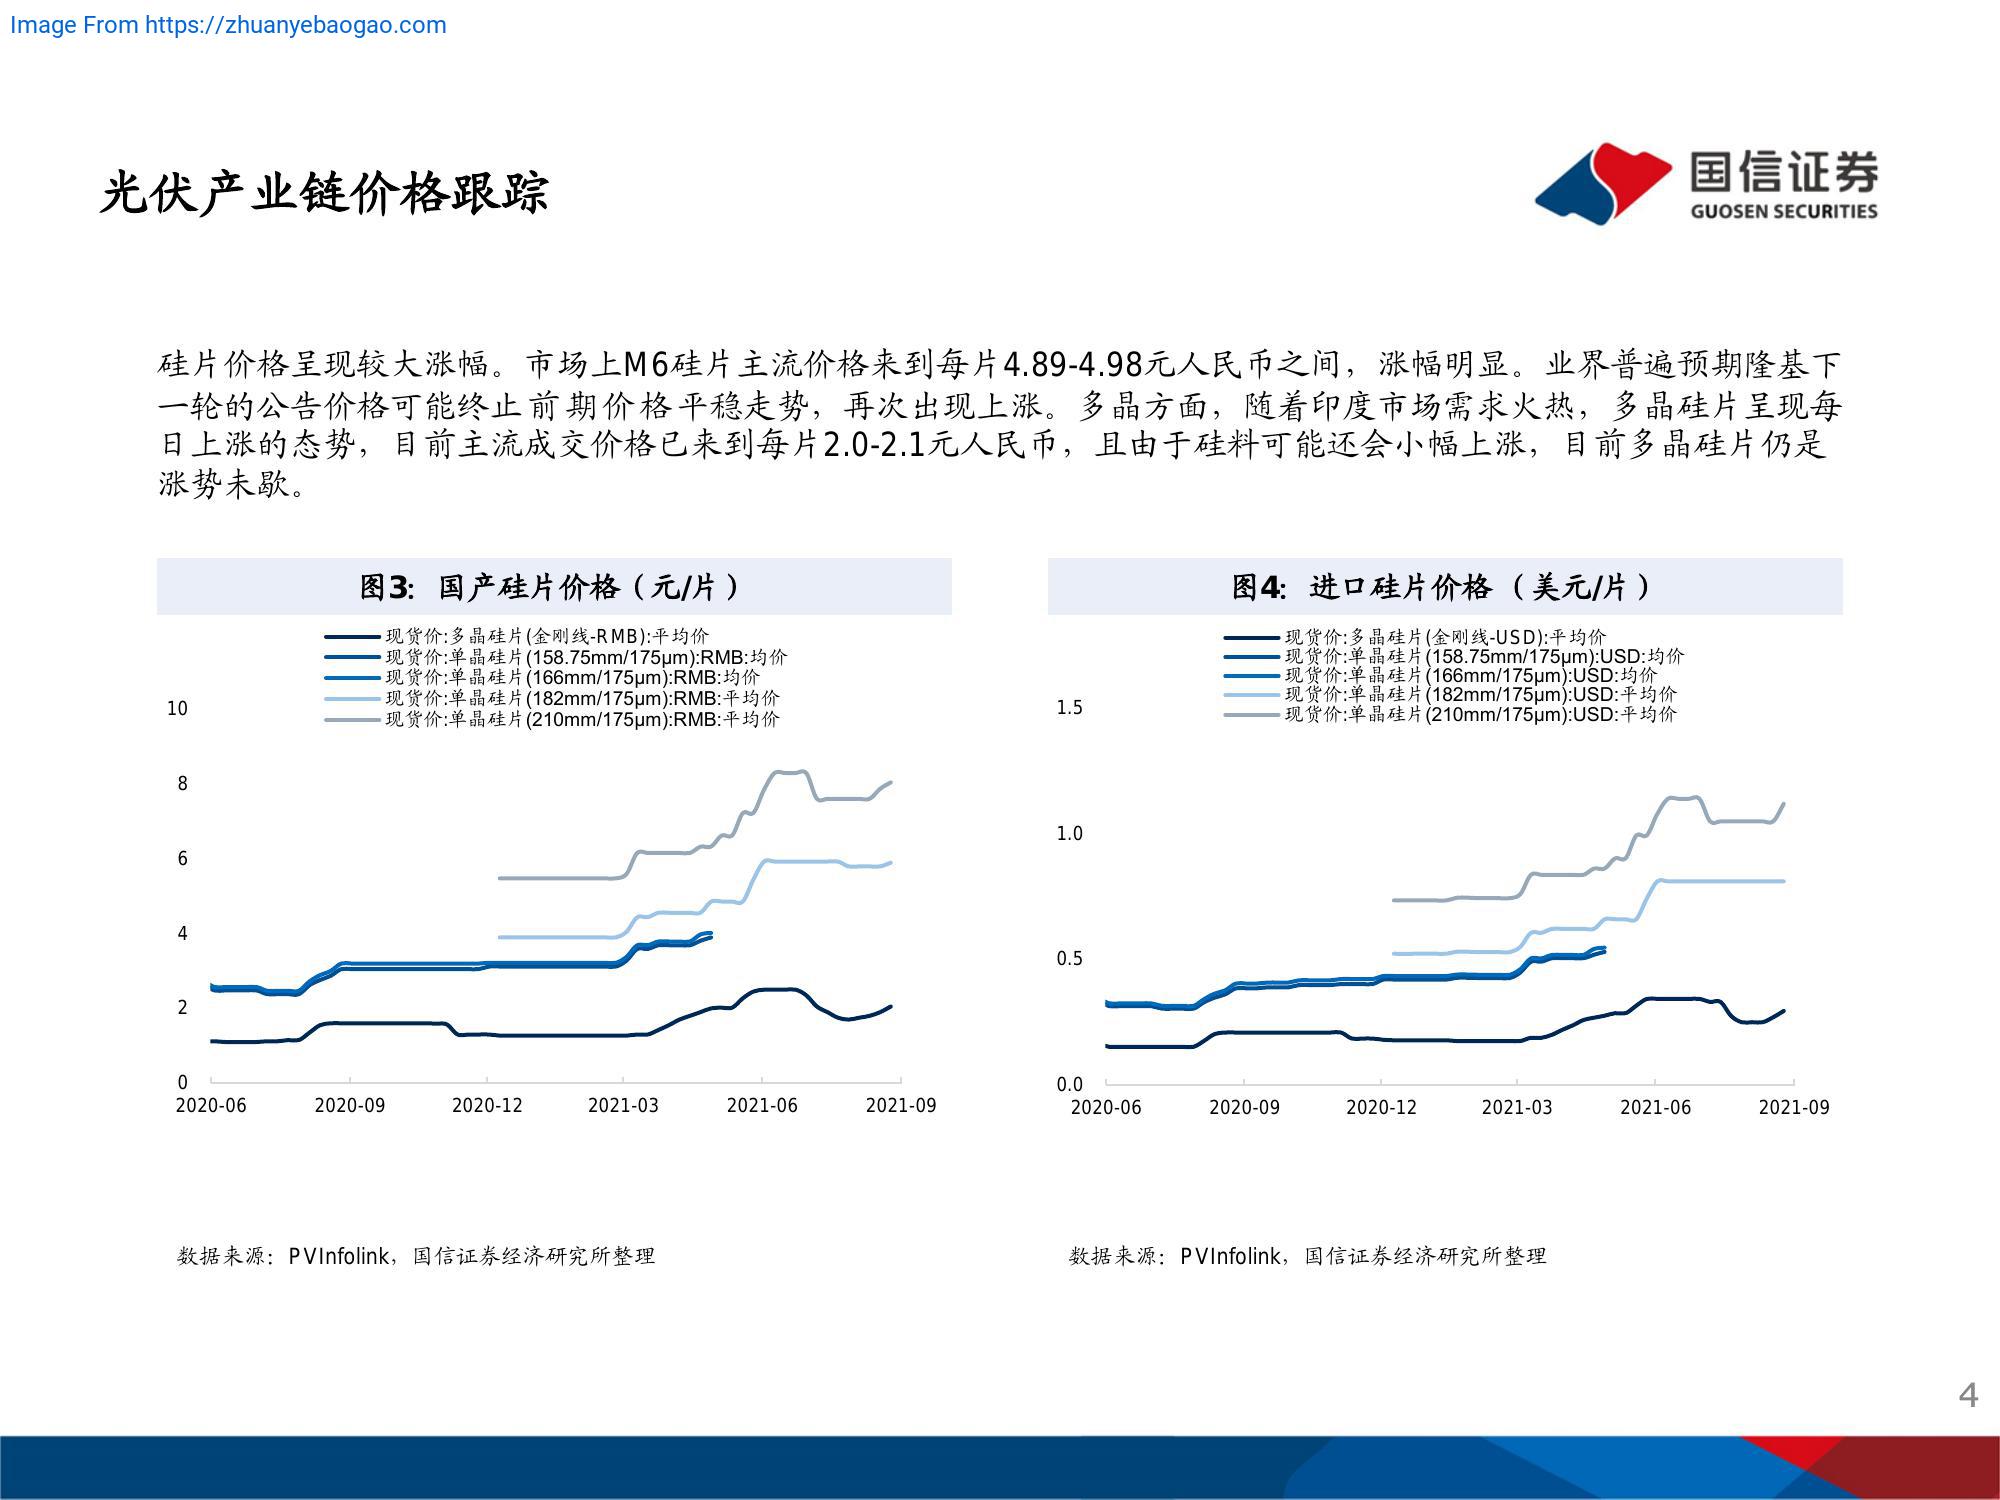 Image From https://zhuanyebaogao.com
光伏产业链价格跟踪
国信证券
GUOSEN SECURITIES
硅片价格呈现较大涨幅。市场上M6硅片主流价格来到每片4.89-4.98元人民币之间，涨幅明显。业界普遍预期隆基下
一轮的公告价格可能终止前期价格平稳走势，再次出现上涨。多晶方面，随着印度市场需求火热，多晶硅片呈现每
日上涨的态势，目前主流成交价格已来到每片2.0-2.1元人民币，且由于硅料可能还会小幅上涨，目前多晶硅片仍是
涨势未歇。
图3：国产硅片价格（元/片）
现货价:多晶硅片(金刚线-RMB):平均价
现货价:单晶硅片(158.75mm/175μm):RMB:均价
现货价:单晶硅片(166mm/175μm):RMB:均价
现货价:单晶硅片(182mm/175μm):RMB:平均价
现货价:单晶硅片(210mm/175μm):RMB:平均价
10
8
6
4
2
0
2020-06 2020-09 2020-12 2021-03 2021-06 2021-09
数据来源：PVInfolink，国信证券经济研究所整理
图4：进口硅片价格 （美元/片）
现货价:多晶硅片(金刚线-USD):平均价
现货价:单晶硅片(158.75mm/175μm):USD:均价
现货价:单晶硅片(166mm/175μm):USD:均价
现货价:单晶硅片(182mm/175μm):USD:平均价
现货价:单晶硅片(210mm/175μm):USD:平均价
1.5
1.0
0.5
0.0
2020-06 2020-09 2020-12 2021-03 2021-06 2021-09
数据来源：PVInfolink，国信证券经济研究所整理
4